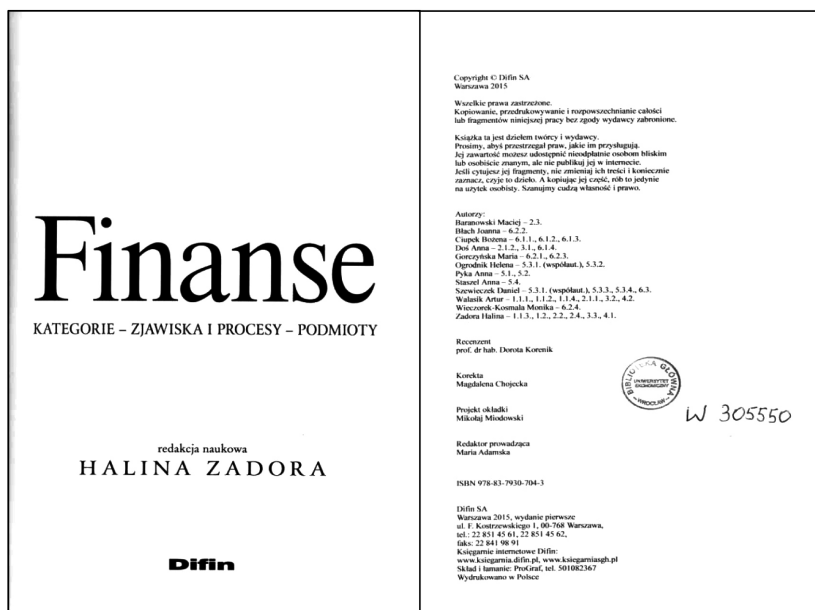 Finanse
KATEGORIE – ZJAWISKA I PROCESY – PODMIOTY
redakcja naukowa
HALINA ZADORA
Difin
Copyright © Difin SA
Warszawa 2015
Wszelkie prawa zastrzeżone.
Kopiowanie, przedrukowywanie i rozpowszechnianie całości
lub fragmentów niniejszej pracy bez zgody wydawcy zabronione.
Książka ta jest dziełem twórcy i wydawcy.
Prosimy, abyś przestrzegał praw, jakie im przysługują.
Jej zawartość możesz udostępnić nieodpłatnie osobom bliskim
lub osobiście znanym, ale nie publikuj jej w internecie.
Jeśli cytujesz jej fragmenty, nie zmieniaj ich treści i koniecznie
zaznacz, czyje to dzieło. A kopiując jej część, rób to jedynie
na użytek osobisty. Szanujmy cudzą własność i prawo.
Autorzy:
Baranowski Maciej – 2.3.
Błach Joanna – 6.2.2.
Ciupek Bożena – 6.1.1., 6.1.2., 6.1.3.
Doś Anna – 2.1.2., 3.1., 6.1.4.
Gorczyńska Maria – 6.2.1., 6.2.3.
Ogrodnik Helena – 5.3.1. (współaut.), 5.3.2.
Pyka Anna – 5.1., 5.2.
Staszel Anna – 5.4.
Szewieczek Daniel – 5.3.1. (współaut.), 5.3.3., 5.3.4., 6.3.
Walasik Artur – 1.1.1., 1.1.2., 1.1.4., 2.1.1., 3.2., 4.2.
Wieczorek-Kosmala Monika – 6.2.4.
Zadora Halina – 1.1.3., 1.2., 2.2., 2.4., 3.3., 4.1.
Recenzent
prof. dr hab. Dorota Korenik
Korekta
Magdalena Chojecka
BIBLIOTEKA GŁÓWNA
UNIWERSYTET
EKONOMICZNY
WROCŁAW
W 305550
Projekt okładki
Mikołaj Miodowski
Redaktor prowadząca
Maria Adamska
ISBN 978-83-7930-704-3
Difin SA
Warszawa 2015, wydanie pierwsze
ul. F. Kostrzewskiego 1, 00-768 Warszawa,
tel.: 22 851 45 61, 22 851 45 62,
faks: 22 841 98 91
Księgarnie internetowe Difin:
www.ksiegarnia.difin.pl, www.ksiegarniasgh.pl
Skład i łamanie: ProGraf, tel. 501082367
Wydrukowano w Polsce